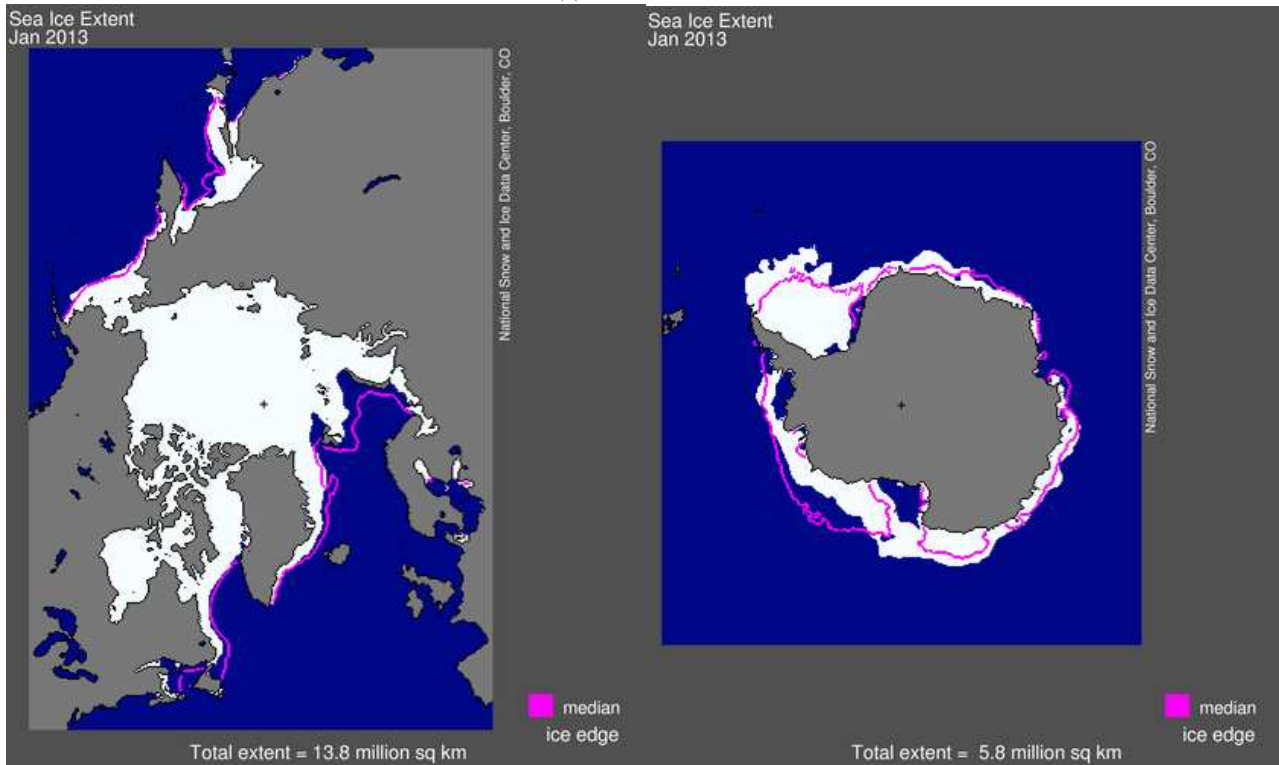 Sea Ice Extent
Jan 2013
National Snow and Ice Data Center, Boulder, CO
median
ice edge
Total extent = 13.8 million sq km
Sea Ice Extent
Jan 2013
National Snow and Ice Data Center, Boulder, CO
median
ice edge
Total extent = 5.8 million sq km